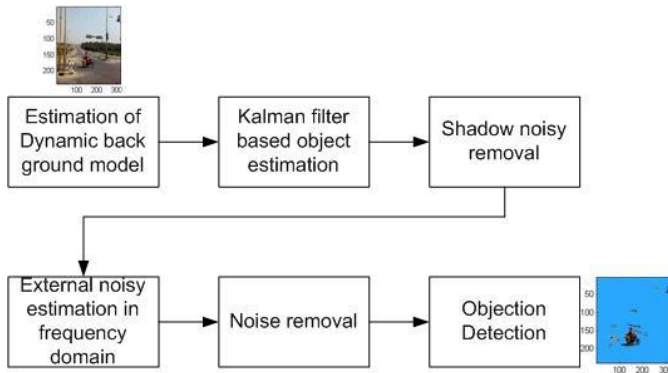 50
100
150
200
100 200 300
Estimation of
Dynamic back
ground model
Kalman filter
based object
estimation
Shadow noisy
removal
External noisy
estimation in
frequency
domain
Noise removal
Objection
Detection
50
100
150
200
100 200 300